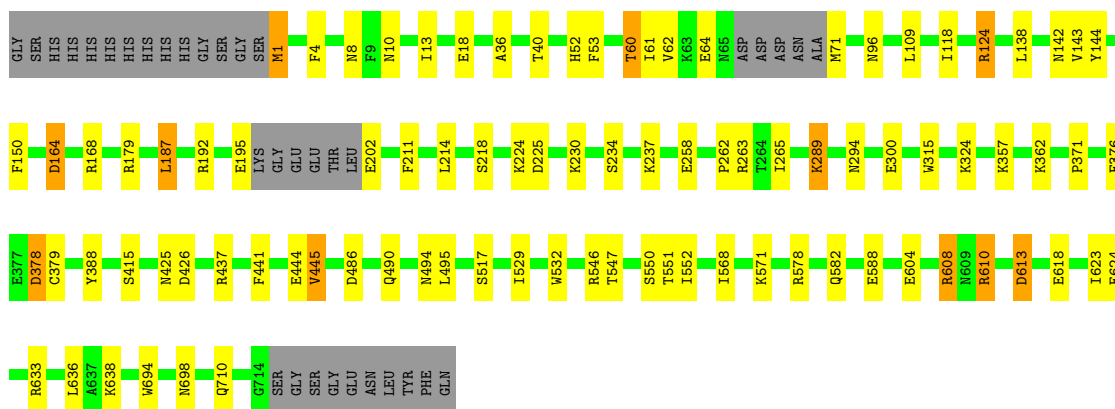 GLY SER HIS HIS HIS HIS HIS HIS HIS HIS GLY SER GLY SER M1 F4 N8 F9 N10 I13 E18 A36 T40 H52 F53 T60 I61 V62 K63 E64 N65 ASP ASP ASP ASN ALA M71 N96 L109 I118 R124 L138 N142 V143 Y144
F150 D164 R168 R179 L187 R192 E195 LYS GLY GLU GLU THR LEU E202 F211 L214 S218 K224 D225 K230 S234 K237 E258 P262 R263 T264 I265 K289 N294 E300 W315 K324 K357 K362 P371
E377 D378 C379 Y388 S415 N425 D426 R437 F441 E444 V445 D486 Q490 N494 L495 S517 I529 W532 R546 T547 S550 T551 I552 I568 K571 R578 Q582 E588 E604 R608 N609 R610 D613 E618 I623
R633 L636 A637 K638 W694 N698 Q710 G714 SER GLY SER GLY GLU ASN LEU TYR PHE GLN